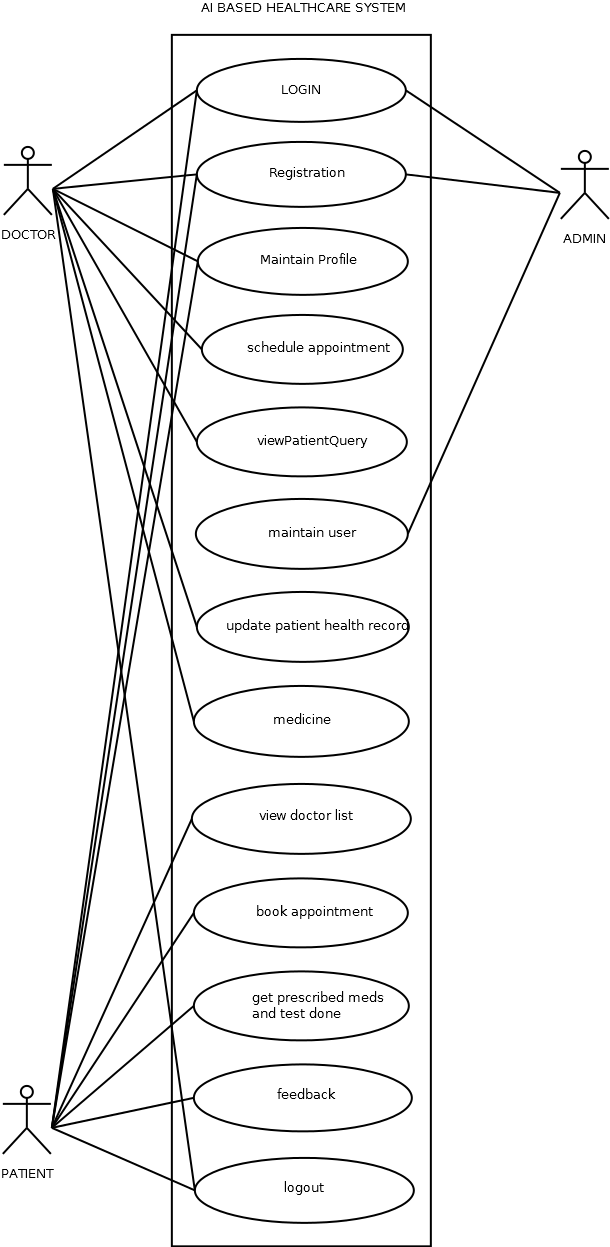 AI BASED HEALTHCARE SYSTEM
LOGIN
Registration
DOCTOR
ADMIN
Maintain Profile
schedule appointment
viewPatientQuery
maintain user
update patient health record
medicine
view doctor list
book appointment
get prescribed meds
and test done
feedback
PATIENT
logout